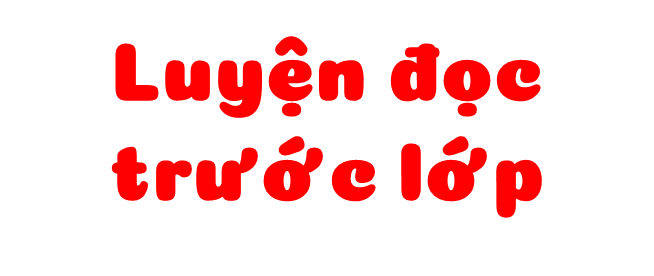 Luyện đọc
trước lớp